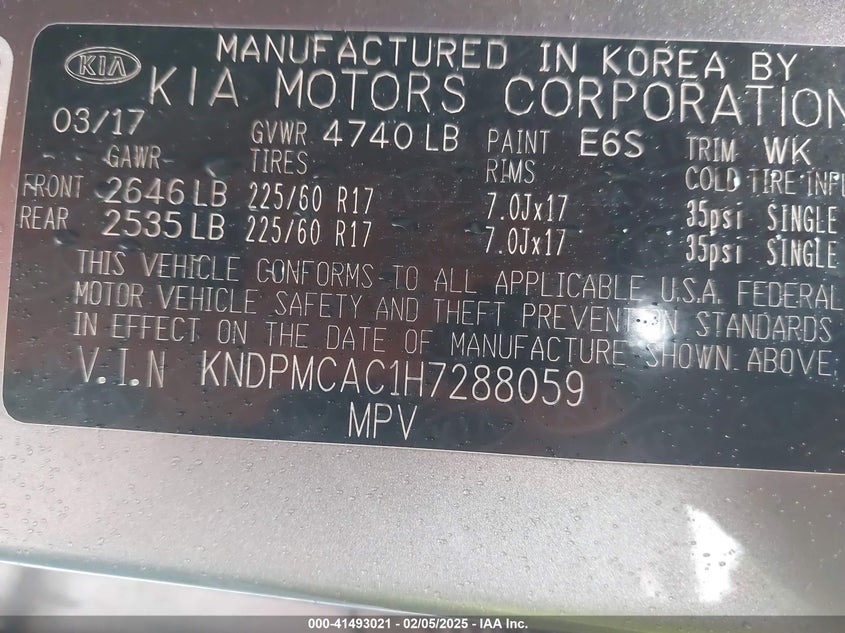 KIA MANUFACTURED IN KOREA BY
KIA MOTORS CORPORATION
03/17 GVWR 4740 LB PAINT E6S TRIM WK
GAWR TIRES RIMS COLD TIRE INFL
FRONT 2646 LB 225/60 R17 7.0Jx17 35psi SINGLE
REAR 2535 LB 225/60 R17 7.0Jx17 35psi SINGLE
THIS VEHICLE CONFORMS TO ALL APPLICABLE U.S.A. FEDERAL
MOTOR VEHICLE SAFETY AND THEFT PREVENTION STANDARDS
IN EFFECT ON THE DATE OF MANUFACTURE SHOWN ABOVE.
V.I.N KNDPMCAC1H7288059
MPV
000-41493021 - 02/05/2025 - IAA Inc.